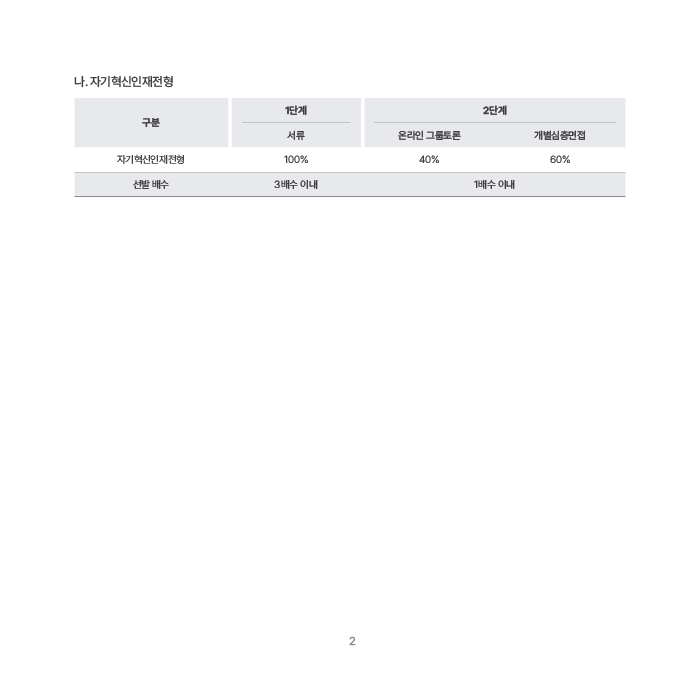 나. 자기혁신인재전형
구분 1단계 2단계
서류 온라인 그룹토론 개별심층면접
자기혁신인재전형 100% 40% 60%
선발 배수 3배수 이내 1배수 이내
2